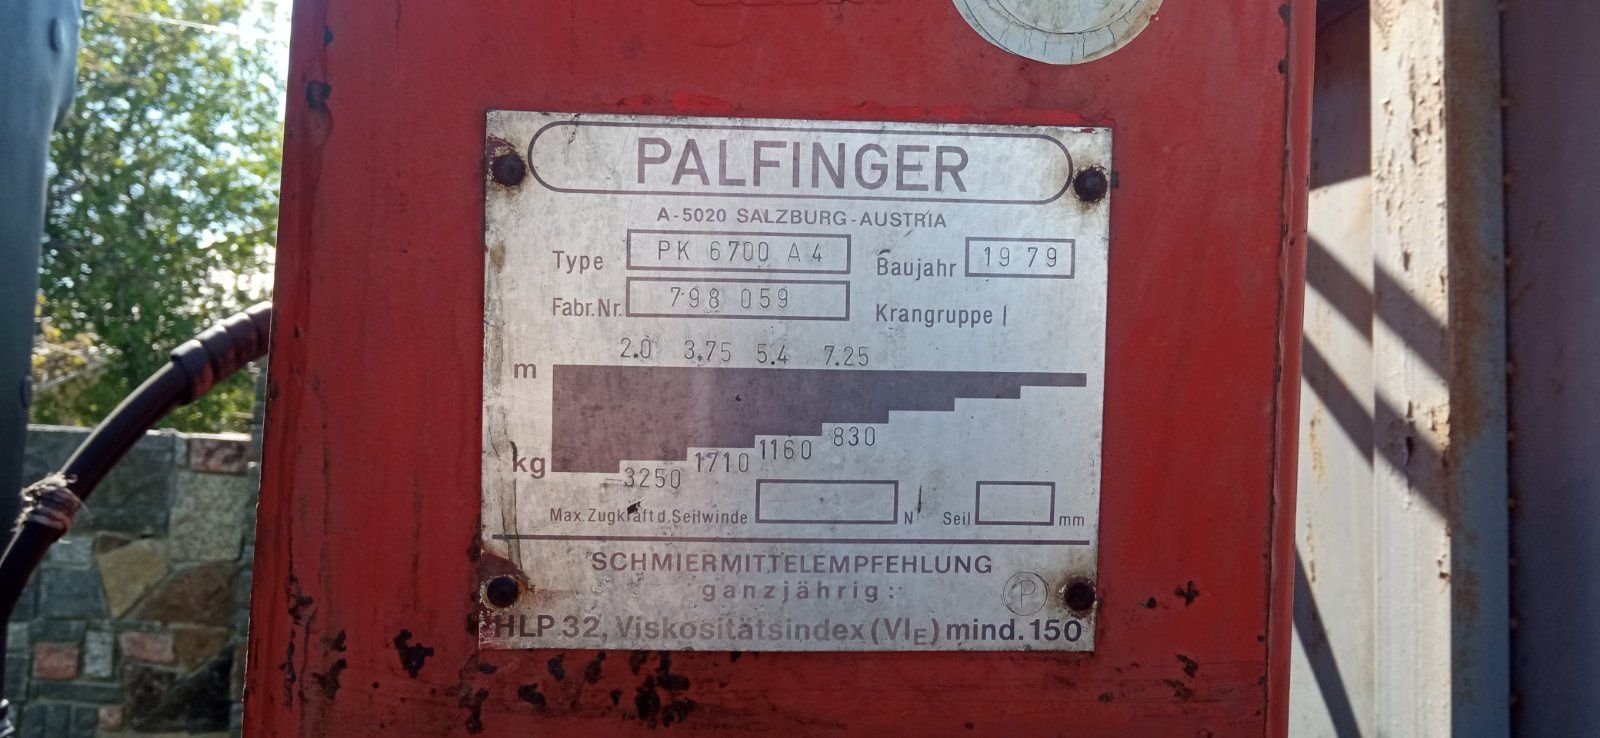 PALFINGER
A-5020 SALZBURG-AUSTRIA
Type PK 6700 A4 Baujahr 1979
Fabr.Nr. 798 059 Krangruppe I
2.0 3.75 5.4 7.25
m
kg 3250 1710 1160 830
Max. Zugkraft d. Seilwinde N Seil mm
SCHMIERMITTELEMPFEHLUNG
ganzjährig:
P
HLP 32, Viskositätsindex (VIE) mind. 150